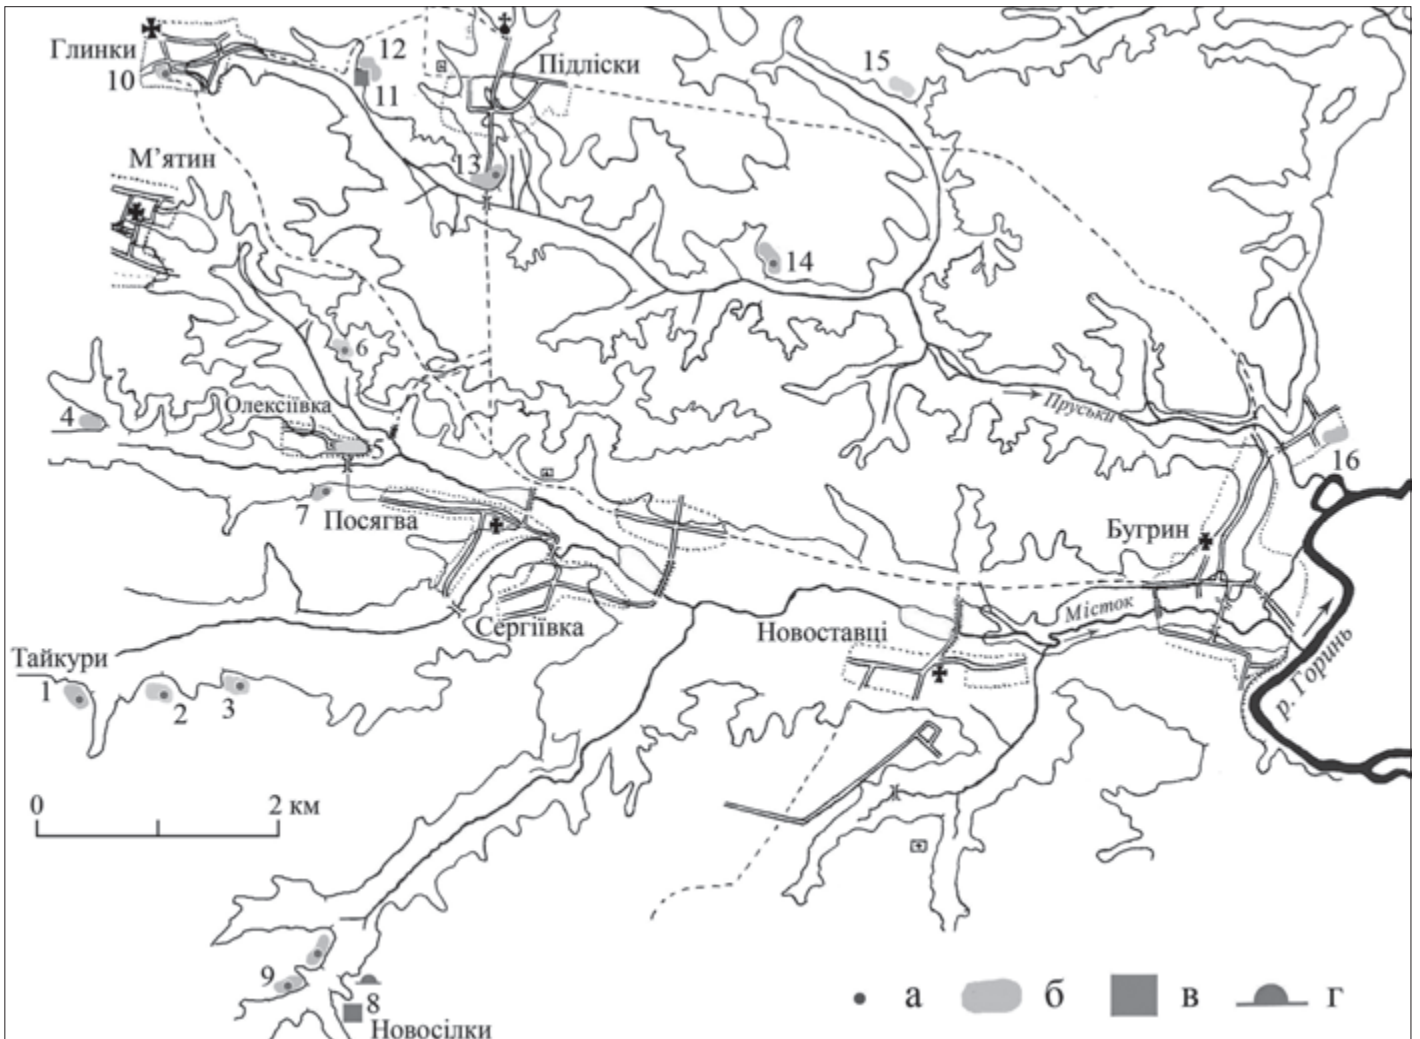 Глинки
10
12
11
Підліски
15
М'ятин
13
14
6
4
Олексіївка
5
Пруськи
16
7
Посягва
Бугрин
Сергіївка
Новоставці
Місток
Тайкури
1
2
3
р. Горинь
0
2 км
9
8
Новосілки
а
б
в
г